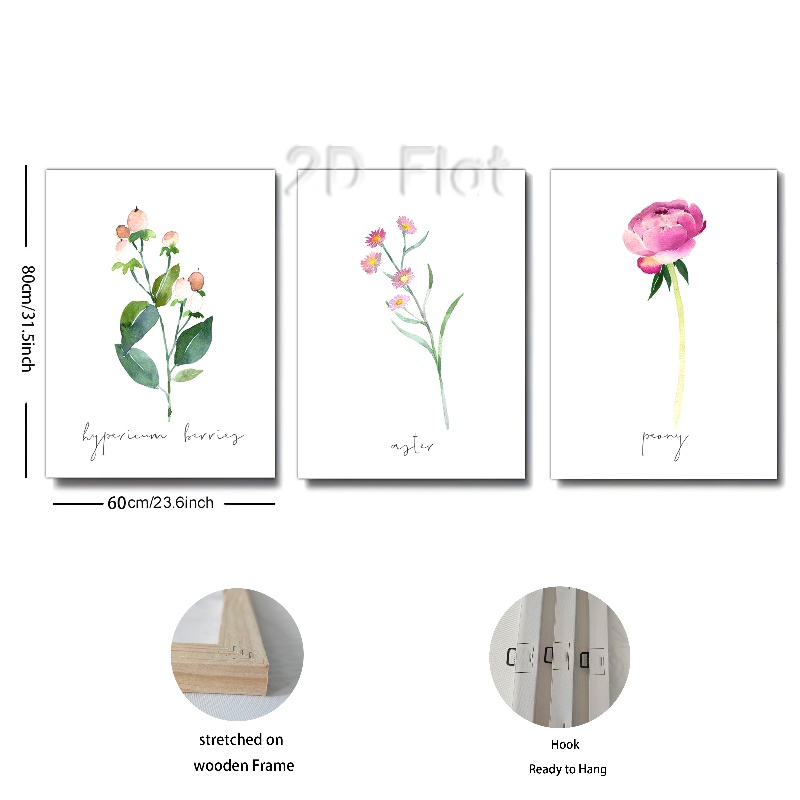 2D Flat
80cm/31.5inch
hypericum berries
aster
peony
60cm/23.6inch
stretched on
wooden Frame
Hook
Ready to Hang